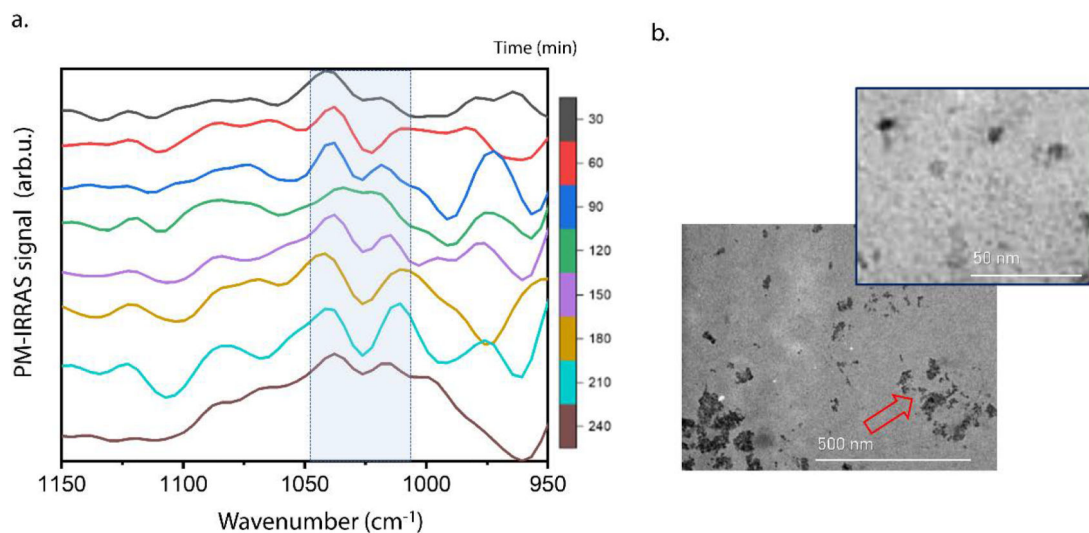 a.
Time (min)
PM-IRRAS signal (arb.u.)
30
60
90
120
150
180
210
240
1150
1100
1050
1000
950
Wavenumber (cm⁻¹)
b.
50 nm
500 nm